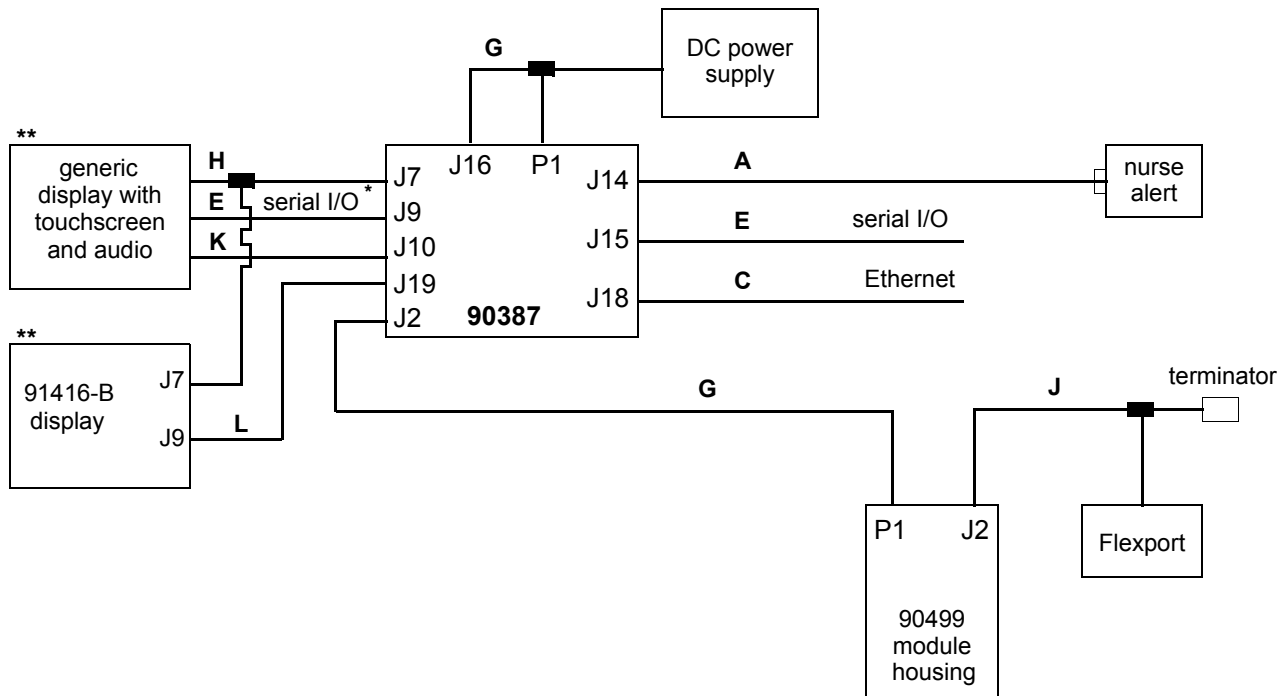 G
DC power
supply
**
generic
display with
touchscreen
and audio
H
E
serial I/O *
K
J7
J16
P1
J14
J9
J10
J15
J19
J18
J2
90387
A
nurse
alert
E
serial I/O
C
Ethernet
**
91416-B
display
J7
J9
L
G
J
terminator
P1
J2
Flexport
90499
module
housing